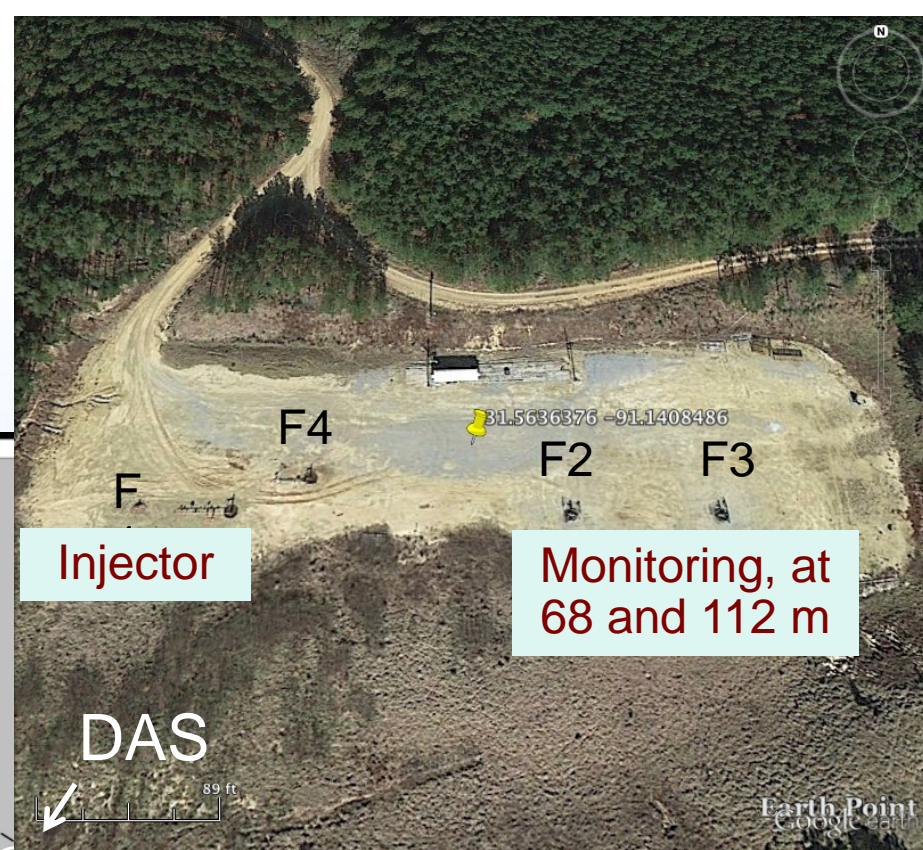 N
F4
31.5636376 -91.1408486
F2 F3
F
Injector
Monitoring, at
68 and 112 m
DAS
89 ft
Earth Point
Google earth